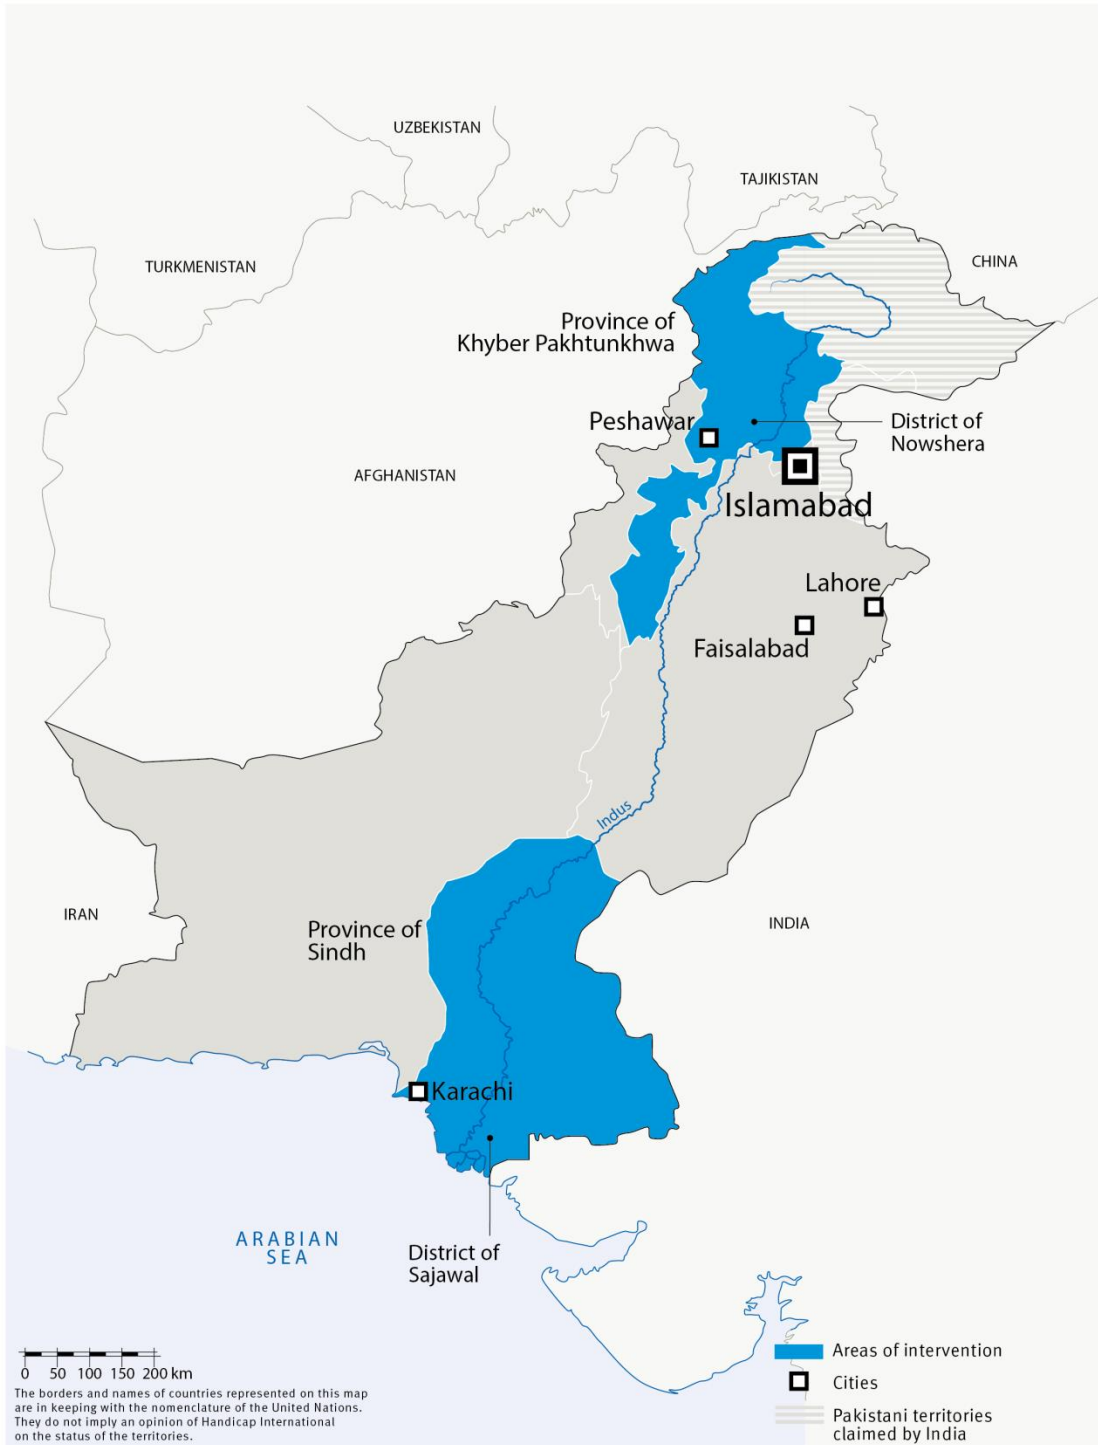 UZBEKISTAN
TAJIKISTAN
TURKMENISTAN
CHINA
Province of
Khyber Pakhtunkhwa
Peshawar
District of
Nowshera
AFGHANISTAN
Islamabad
Lahore
Faisalabad
Indus
IRAN
Province of
Sindh
INDIA
Karachi
ARABIAN
SEA
District of
Sajawal
0 50 100 150 200 km
The borders and names of countries represented on this map
are in keeping with the nomenclature of the United Nations.
They do not imply an opinion of Handicap International
on the status of the territories.
Areas of intervention
Cities
Pakistani territories
claimed by India